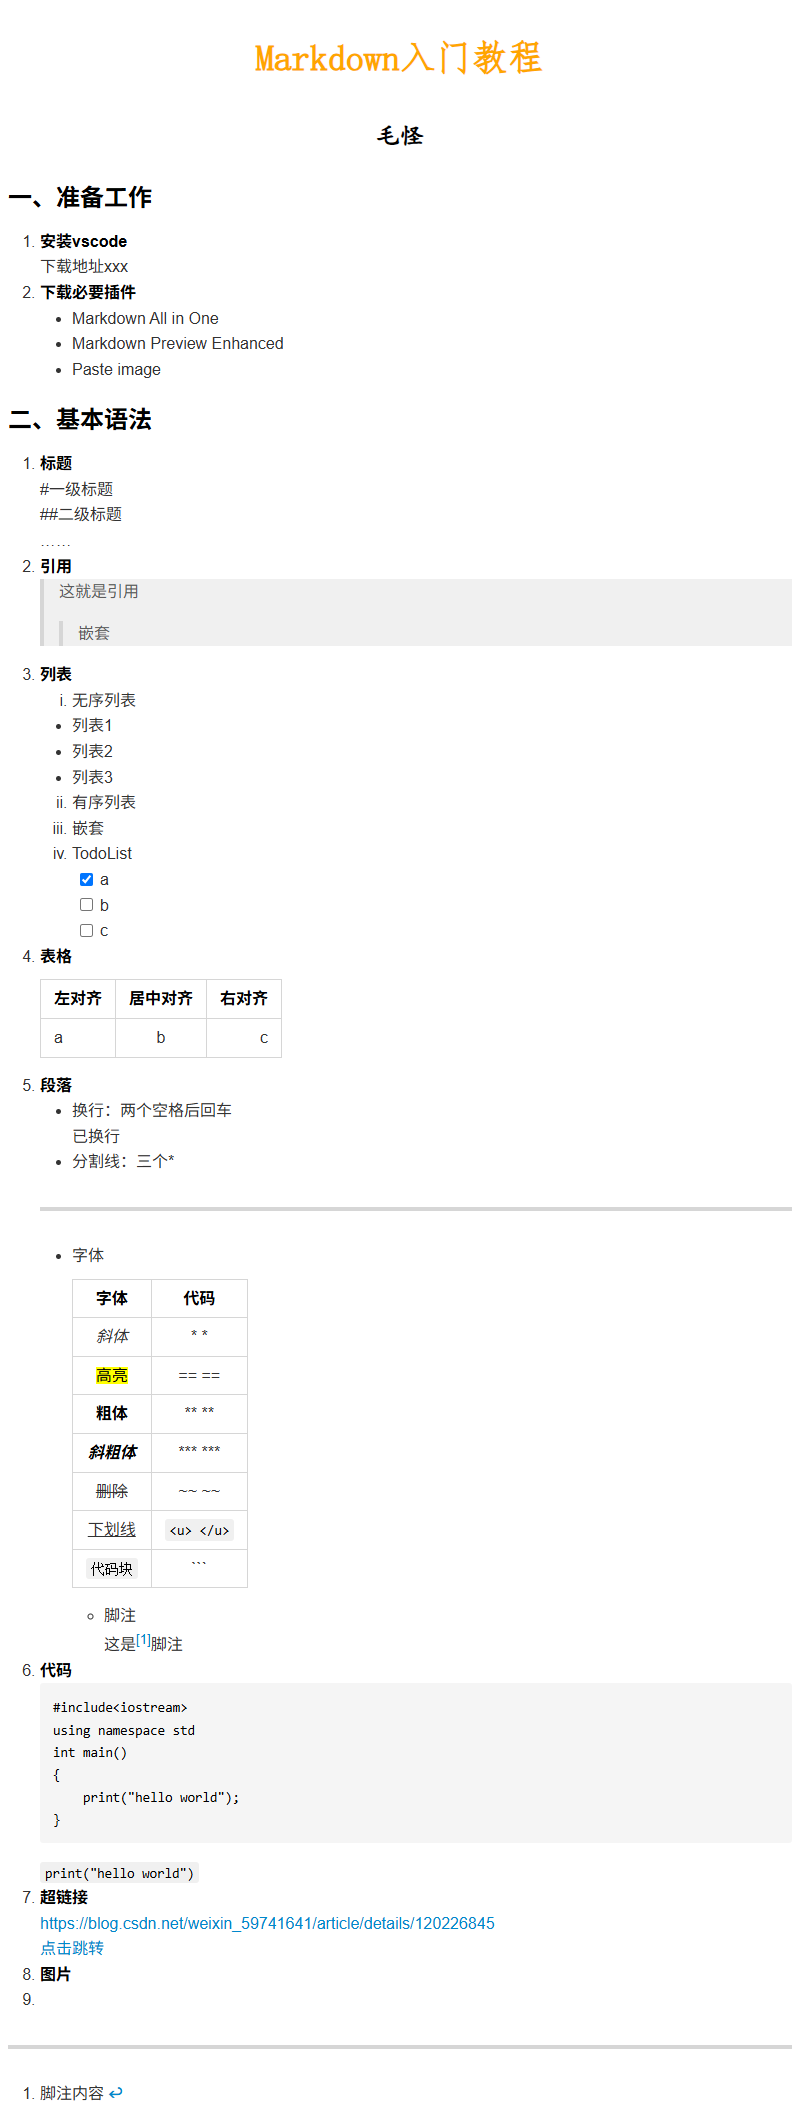 Markdown入门教程
毛怪
一、准备工作
1. 安装vscode
下载地址xxx
2. 下载必要插件
• Markdown All in One
• Markdown Preview Enhanced
• Paste image
二、基本语法
1. 标题
#一级标题
##二级标题
……
2. 引用
这就是引用
嵌套
3. 列表
i. 无序列表
• 列表1
• 列表2
• 列表3
ii. 有序列表
iii. 嵌套
iv. TodoList
a
b
c
4. 表格
左对齐 居中对齐 右对齐
a b c
5. 段落
• 换行：两个空格后回车
已换行
• 分割线：三个*
• 字体
字体 代码
斜体 * *
高亮 == ==
粗体 ** **
斜粗体 *** ***
删除 ~~ ~~
下划线 <u> </u>
代码块 ```
◦ 脚注
这是[1]脚注
6. 代码
#include<iostream>
using namespace std
int main()
{
    print("hello world");
}
print("hello world")
7. 超链接
https://blog.csdn.net/weixin_59741641/article/details/120226845
点击跳转
8. 图片
9.
1. 脚注内容 ↩